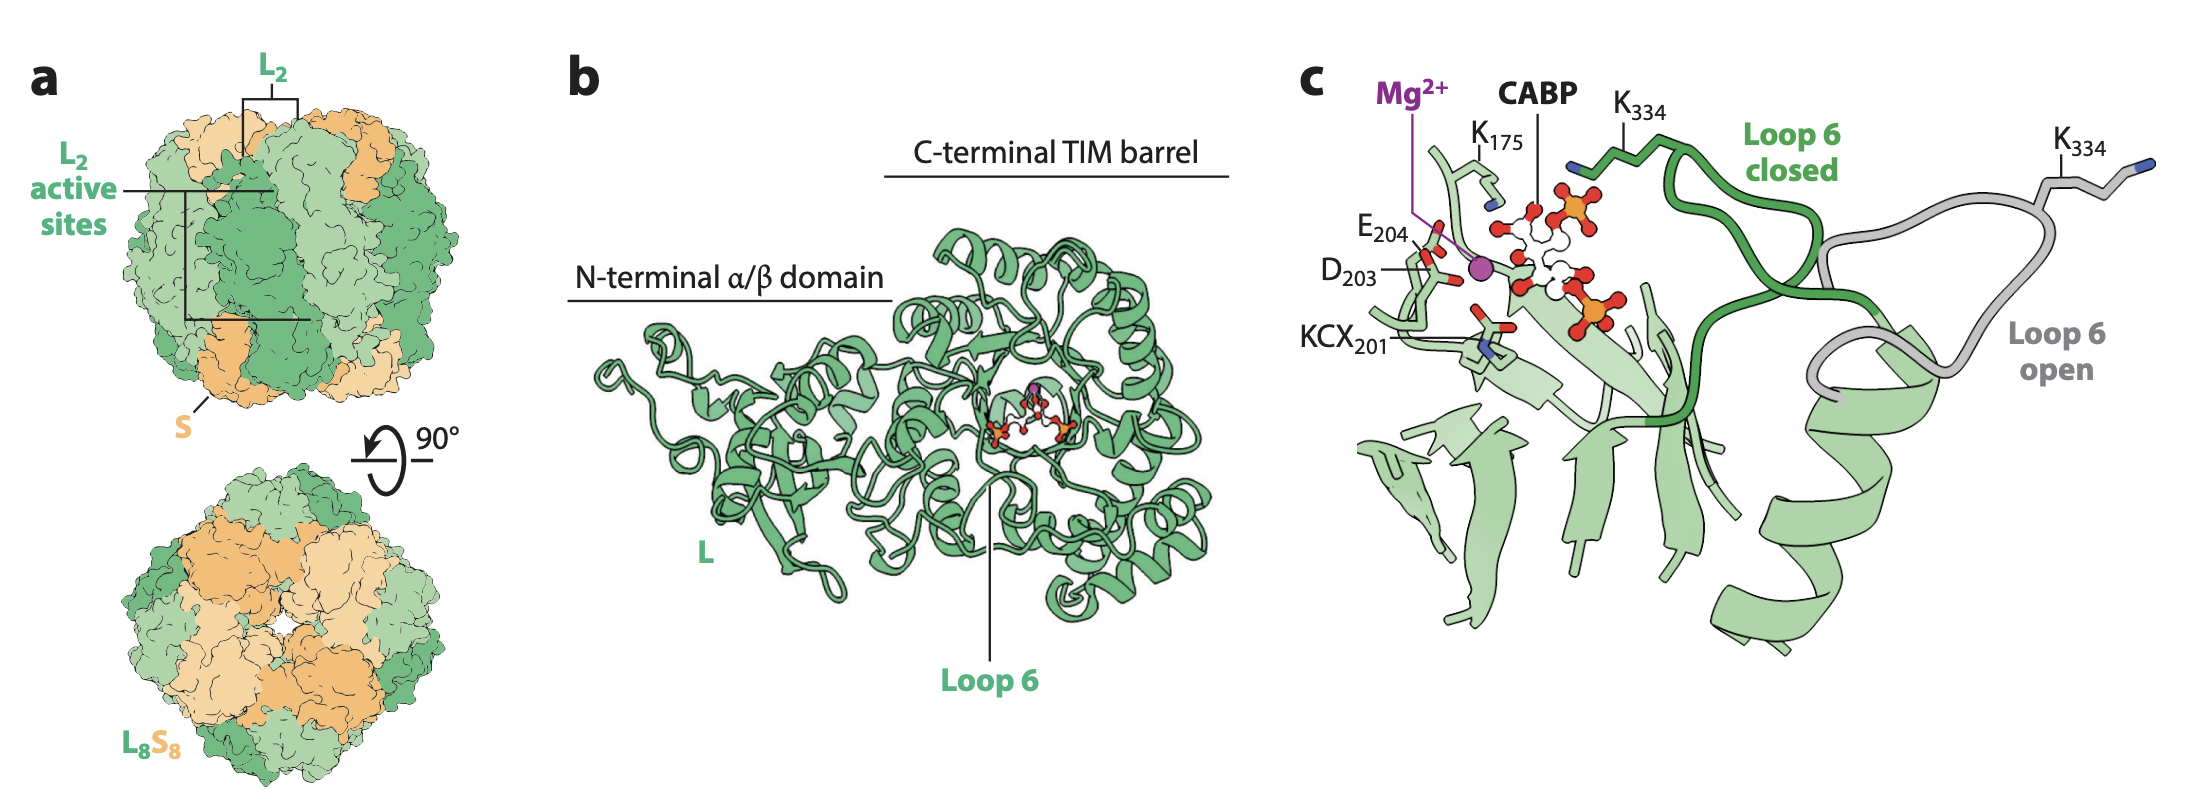 a
L₂
L₂
active
sites
S
90°
L₈S₈
b
C-terminal TIM barrel
N-terminal α/β domain
L
Loop 6
c
Mg²⁺
CABP
K₃₃₄
K₁₇₅
Loop 6
closed
K₃₃₄
E₂₀₄
D₂₀₃
KCX₂₀₁
Loop 6
open